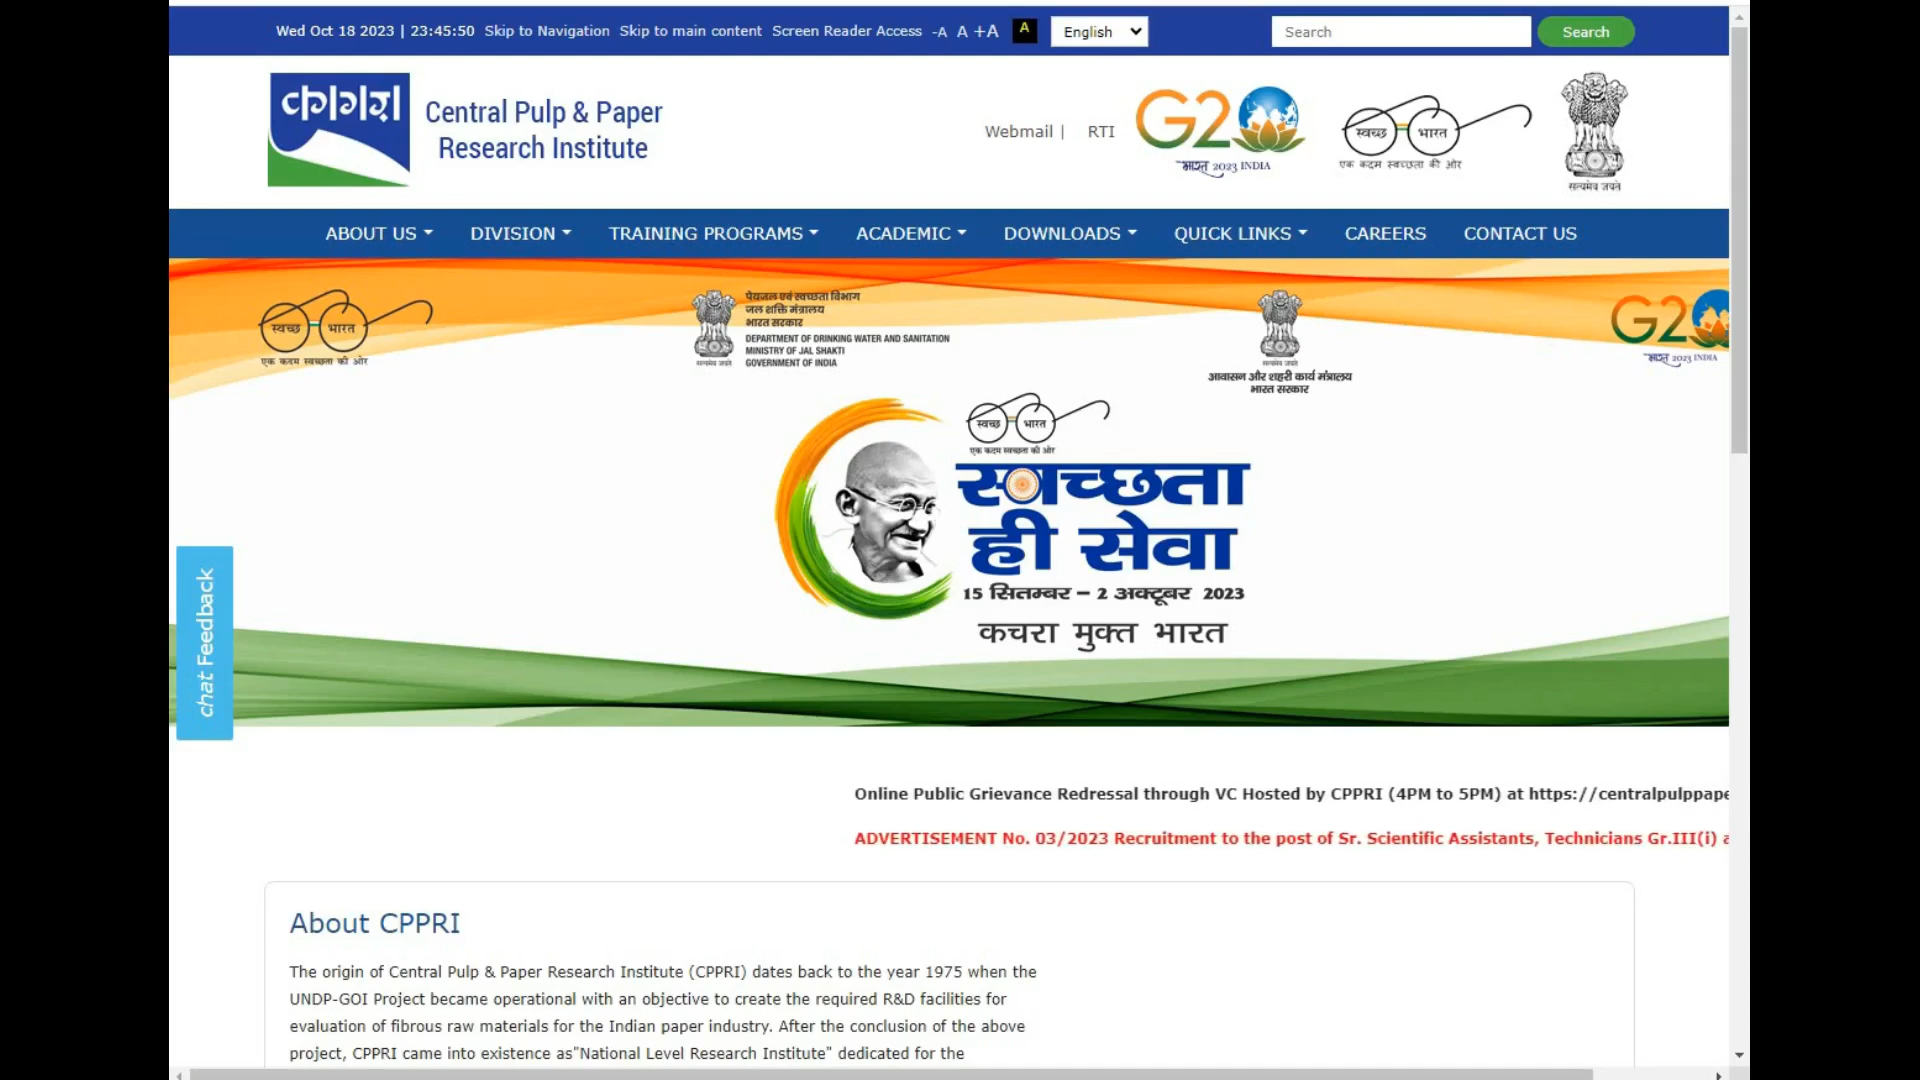 Wed Oct 18 2023 | 23:45:50 Skip to Navigation Skip to main content Screen Reader Access -A A +A A English Search Search
कागरा
Central Pulp & Paper
Research Institute
Webmail | RTI
G20
भारत 2023 INDIA
स्वच्छ भारत
एक कदम स्वच्छता की ओर
सत्यमेव जयते
ABOUT US DIVISION TRAINING PROGRAMS ACADEMIC DOWNLOADS QUICK LINKS CAREERS CONTACT US
स्वच्छ भारत
एक कदम स्वच्छता की ओर
सत्यमेव जयते
पेयजल एवं स्वच्छता विभाग
जल शक्ति मंत्रालय
भारत सरकार
DEPARTMENT OF DRINKING WATER AND SANITATION
MINISTRY OF JAL SHAKTI
GOVERNMENT OF INDIA
सत्यमेव जयते
आवासन और शहरी कार्य मंत्रालय
भारत सरकार
G20
भारत 2023 INDIA
स्वच्छ भारत
एक कदम स्वच्छता की ओर
स्वच्छता
ही सेवा
15 सितम्बर – 2 अक्टूबर 2023
कचरा मुक्त भारत
chat Feedback
Online Public Grievance Redressal through VC Hosted by CPPRI (4PM to 5PM) at https://centralpulppape
ADVERTISEMENT No. 03/2023 Recruitment to the post of Sr. Scientific Assistants, Technicians Gr.III(i) a
About CPPRI
The origin of Central Pulp & Paper Research Institute (CPPRI) dates back to the year 1975 when the
UNDP-GOI Project became operational with an objective to create the required R&D facilities for
evaluation of fibrous raw materials for the Indian paper industry. After the conclusion of the above
project, CPPRI came into existence as"National Level Research Institute" dedicated for the